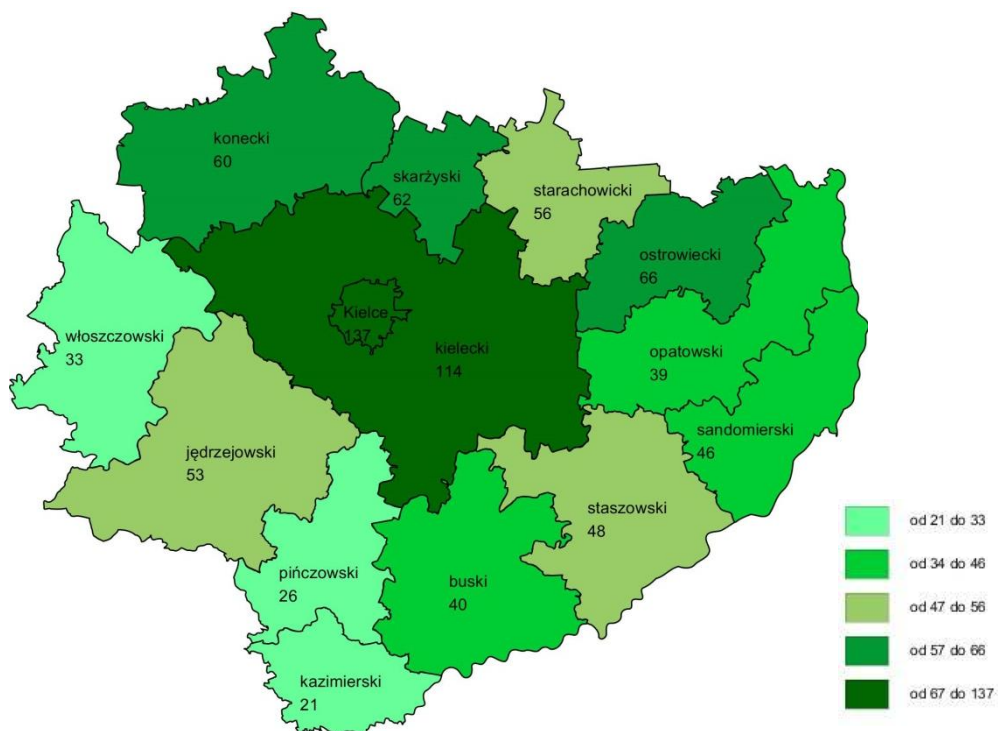 konecki
60
skarżyski
62
starachowicki
56
ostrowiecki
66
włoszczowski
33
Kielce
137
kielecki
114
opatowski
39
sandomierski
46
jędrzejowski
53
staszowski
48
pińczowski
26
buski
40
kazimierski
21
od 21 do 33
od 34 do 46
od 47 do 56
od 57 do 66
od 67 do 137